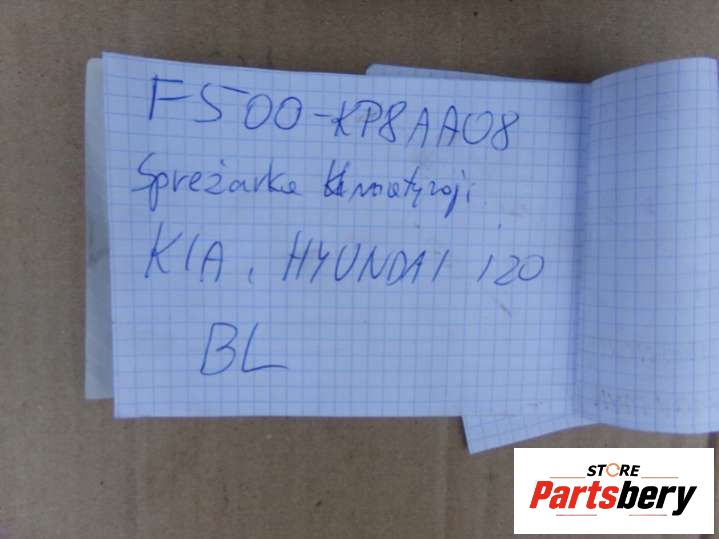 F500-KP8AA08
Sprężarka klimatyzacji
KIA, HYUNDAI i20
BL
STORE
Partsbery